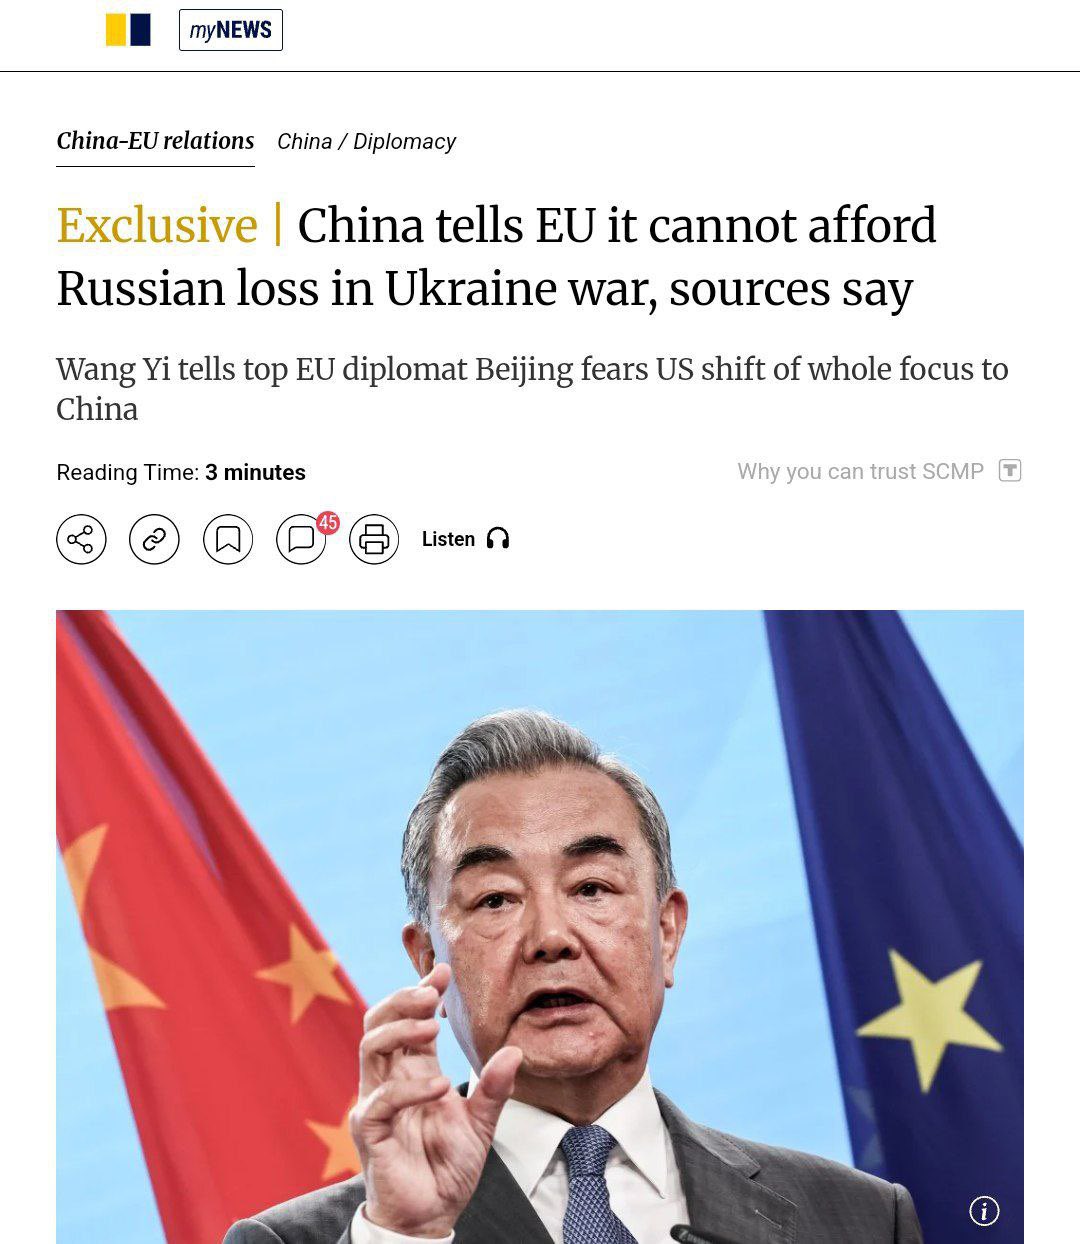 myNEWS
China-EU relations China / Diplomacy
Exclusive | China tells EU it cannot afford
Russian loss in Ukraine war, sources say
Wang Yi tells top EU diplomat Beijing fears US shift of whole focus to
China
Reading Time: 3 minutes Why you can trust SCMP T
45
Listen
i